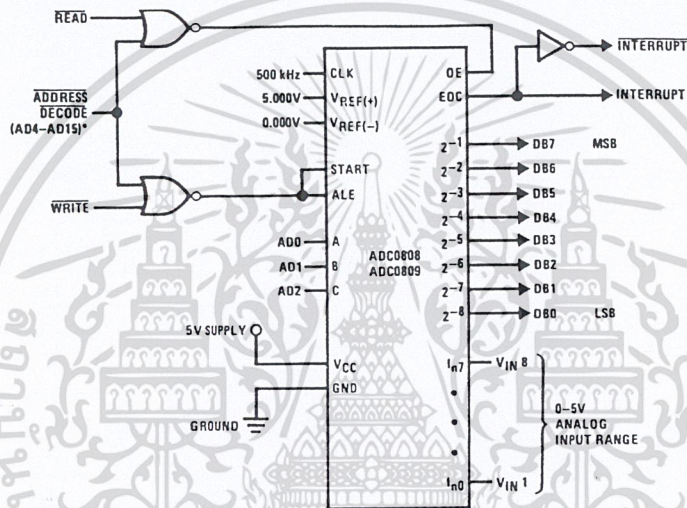 READ
ADDRESS
DECODE
(AD4-AD15)*
WRITE
500 kHz
5.000V
0.000V
AD0
AD1
AD2
5V SUPPLY
GROUND
CLK
VREF(+)
VREF(−)
START
ALE
A
B
C
VCC
GND
ADC0808
ADC0809
OE
EOC
2-1
2-2
2-3
2-4
2-5
2-6
2-7
2-8
In7
In0
INTERRUPT
INTERRUPT
DB7 MSB
DB6
DB5
DB4
DB3
DB2
DB1
DB0 LSB
VIN 8
VIN 1
0-5V
ANALOG
INPUT RANGE